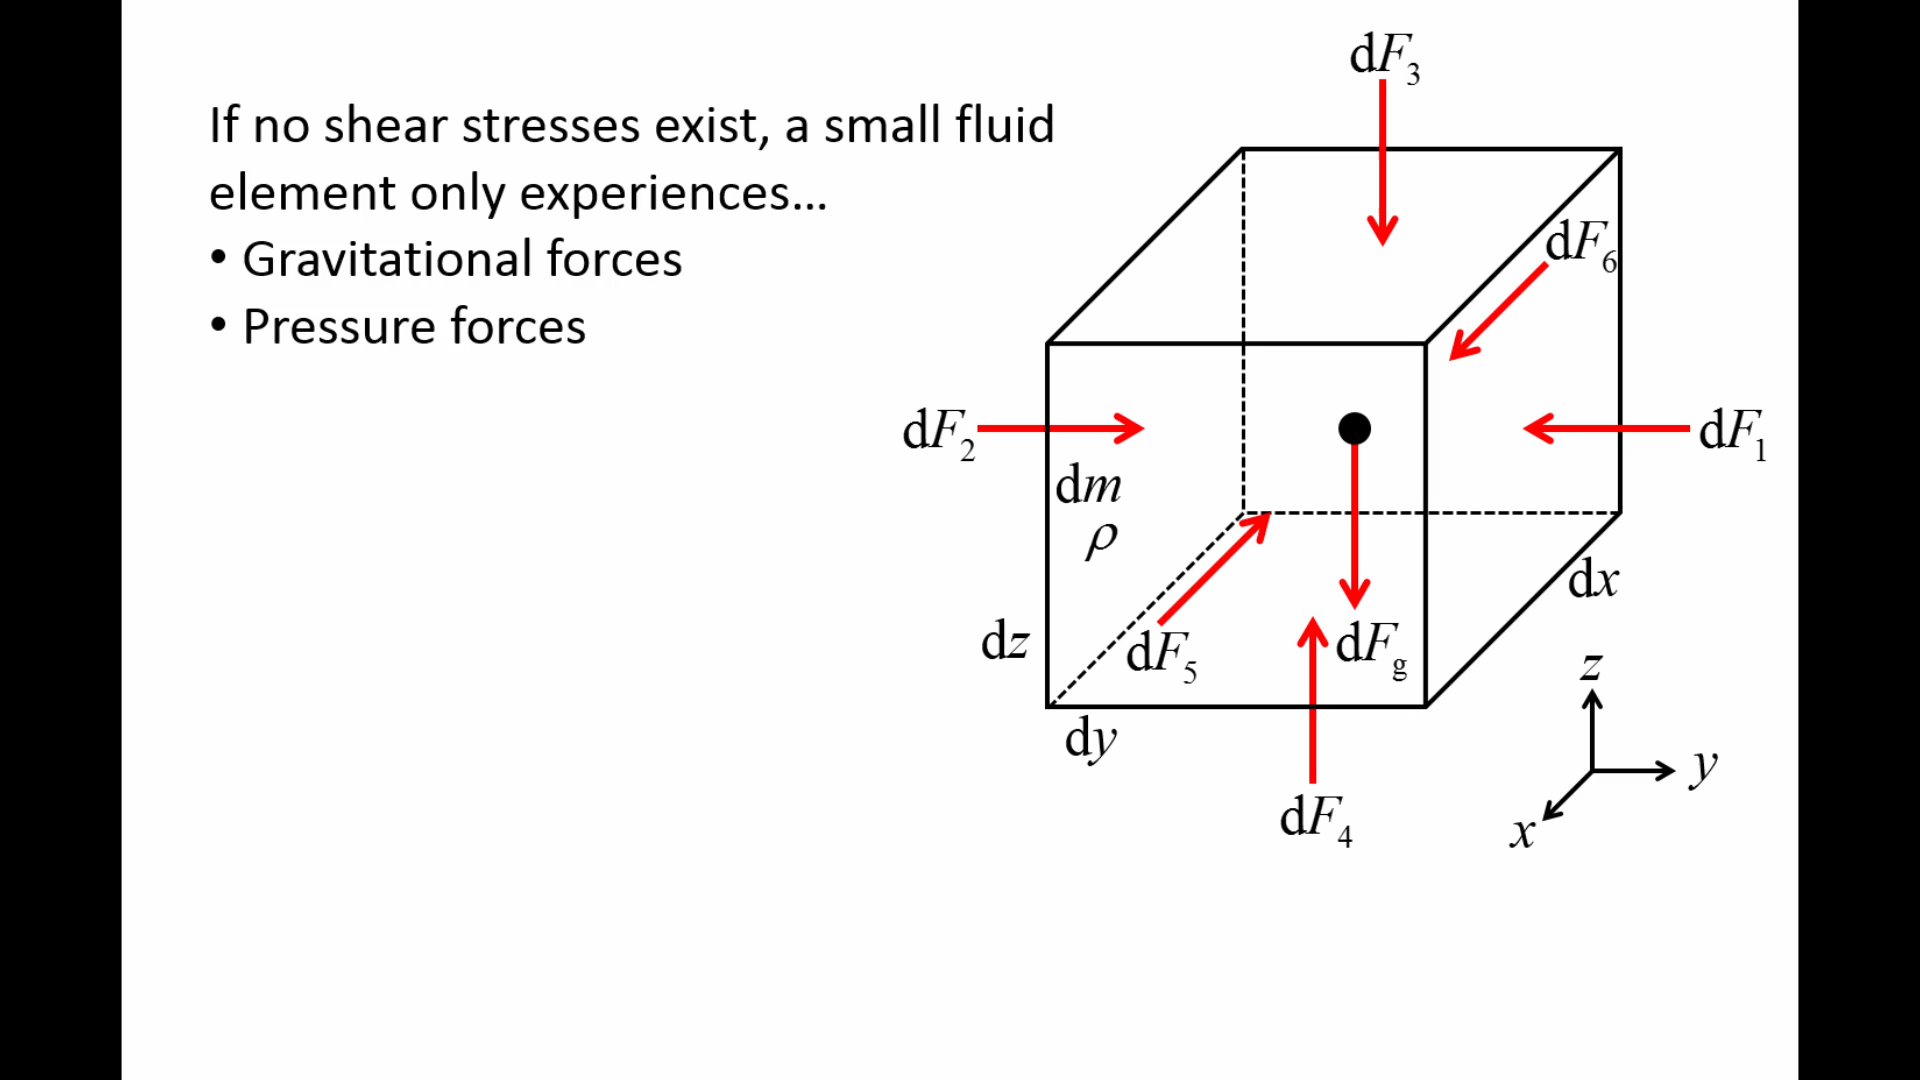 If no shear stresses exist, a small fluid
element only experiences…
• Gravitational forces
• Pressure forces
dF₃
dF₆
dF₂
dF₁
dm
ρ
dx
dz
dF₅
dF_g
z
dy
y
dF₄
x